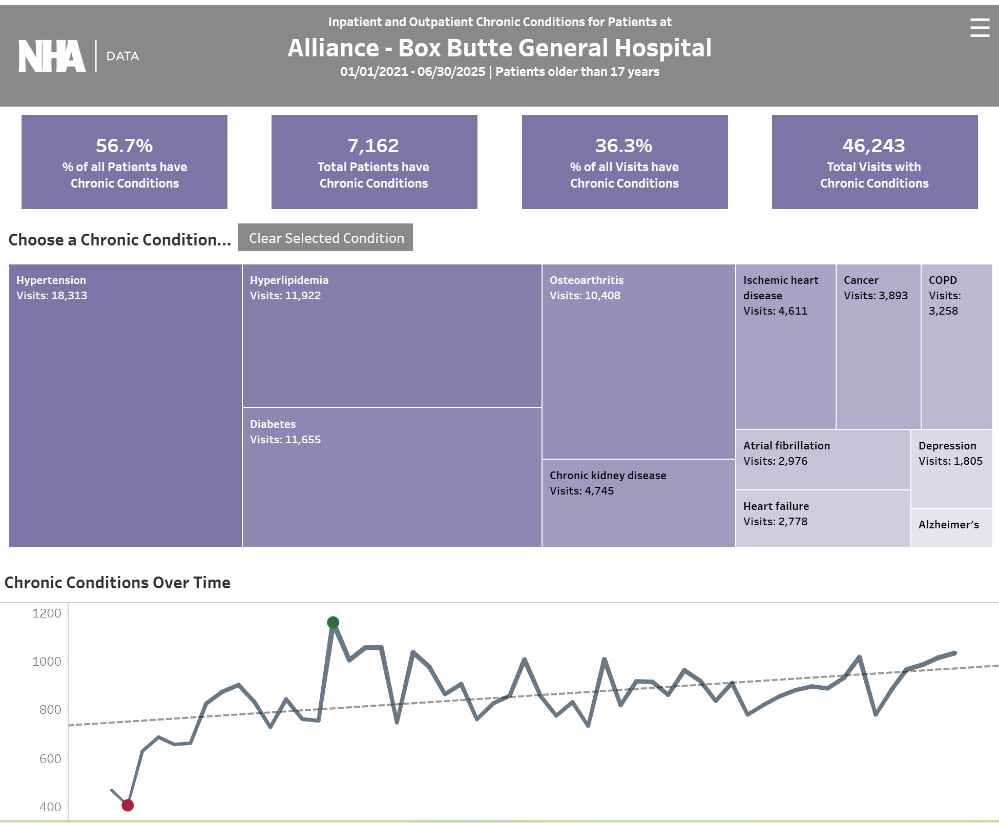 Inpatient and Outpatient Chronic Conditions for Patients at
NHA | DATA
Alliance - Box Butte General Hospital
01/01/2021 - 06/30/2025 | Patients older than 17 years
56.7%
% of all Patients have
Chronic Conditions
7,162
Total Patients have
Chronic Conditions
36.3%
% of all Visits have
Chronic Conditions
46,243
Total Visits with
Chronic Conditions
Choose a Chronic Condition...
Clear Selected Condition
Hypertension
Visits: 18,313
Hyperlipidemia
Visits: 11,922
Diabetes
Visits: 11,655
Osteoarthritis
Visits: 10,408
Chronic kidney disease
Visits: 4,745
Ischemic heart
disease
Visits: 4,611
Cancer
Visits: 3,893
COPD
Visits:
3,258
Atrial fibrillation
Visits: 2,976
Heart failure
Visits: 2,778
Depression
Visits: 1,805
Alzheimer’s
Chronic Conditions Over Time
1200
1000
800
600
400